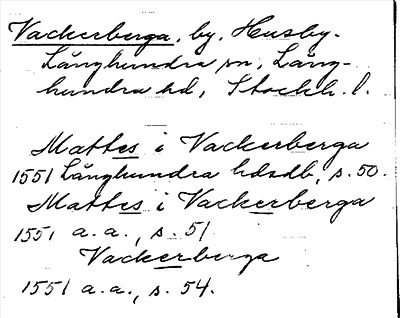 Vackerberga, by, Husby-
Långhundra sn, Lång-
hundra hd, Stockh. l.
Mattes i Vackerberga
1551 Långhundra hdsdb, s. 50.
Mattes i Vackerberga
1551 a.a., s. 51
Vackerberga
1551 a.a., s. 54.